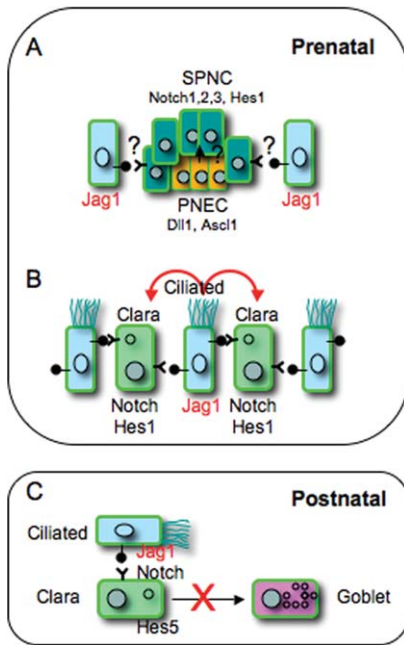 A
Prenatal
SPNC
Notch1,2,3, Hes1
? ? ?
Jag1 Jag1
PNEC
Dll1, Ascl1
B
Ciliated
Clara Clara
Notch Jag1 Notch
Hes1 Hes1
C
Postnatal
Ciliated
Jag1
Notch
Clara Goblet
Hes5